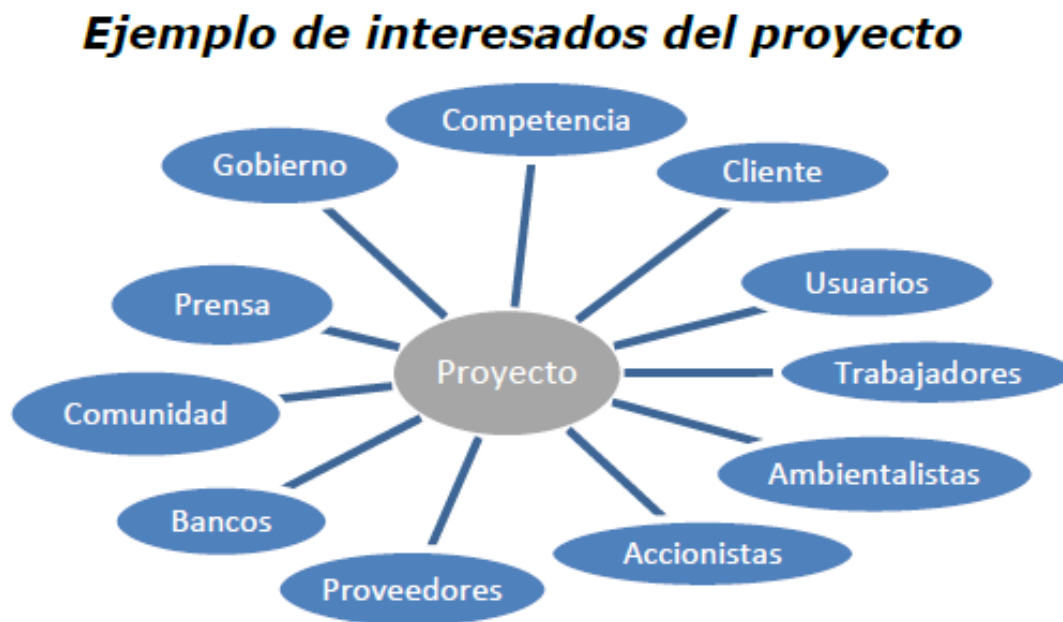 Ejemplo de interesados del proyecto
Competencia
Gobierno
Cliente
Usuarios
Prensa
Proyecto
Trabajadores
Comunidad
Ambientalistas
Bancos
Accionistas
Proveedores